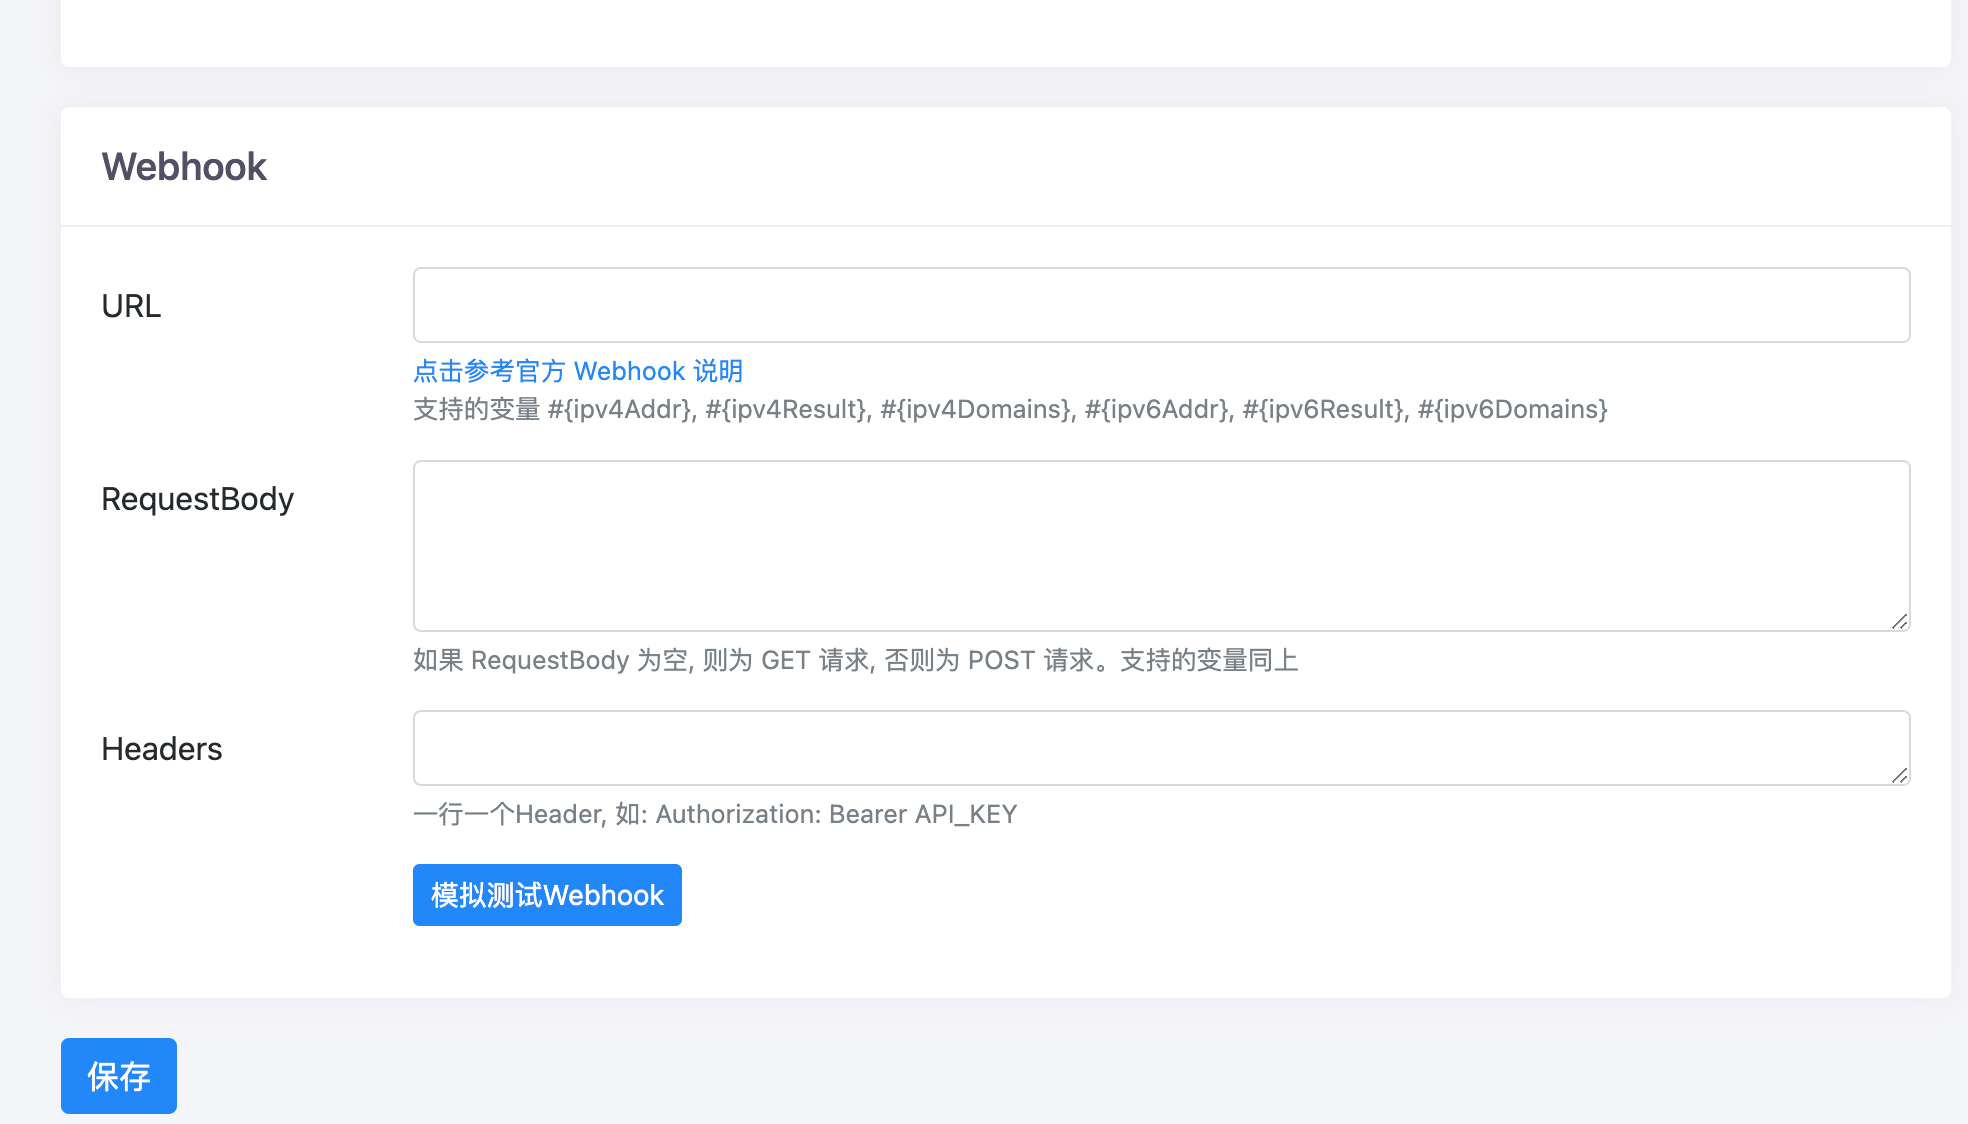 Webhook
URL
点击参考官方 Webhook 说明
支持的变量 #{ipv4Addr}, #{ipv4Result}, #{ipv4Domains}, #{ipv6Addr}, #{ipv6Result}, #{ipv6Domains}
RequestBody
如果 RequestBody 为空, 则为 GET 请求, 否则为 POST 请求。支持的变量同上
Headers
一行一个Header, 如: Authorization: Bearer API_KEY
模拟测试Webhook
保存